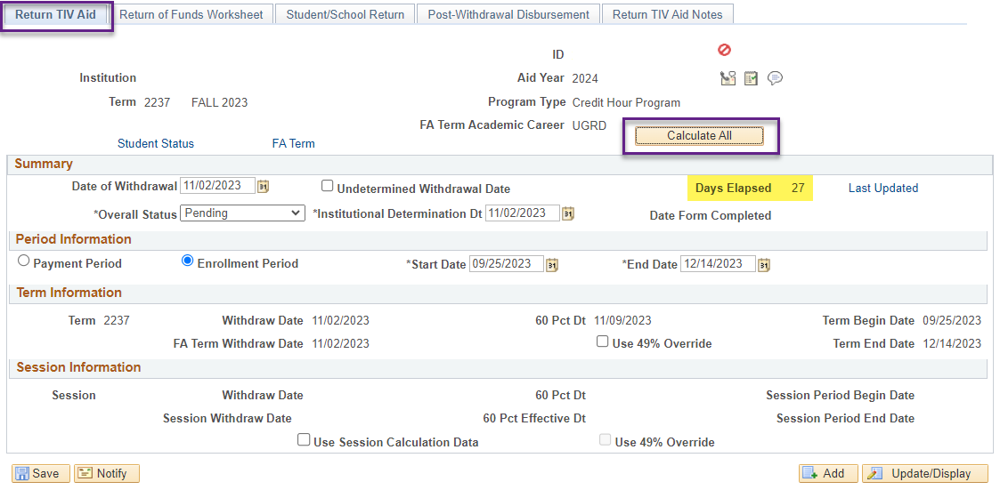 Return TIV Aid Return of Funds Worksheet Student/School Return Post-Withdrawal Disbursement Return TIV Aid Notes
ID
Institution Aid Year 2024
Term 2237 FALL 2023 Program Type Credit Hour Program
FA Term Academic Career UGRD Calculate All
Student Status FA Term
Summary
Date of Withdrawal 11/02/2023 31 Undetermined Withdrawal Date Days Elapsed 27 Last Updated
*Overall Status Pending *Institutional Determination Dt 11/02/2023 31 Date Form Completed
Period Information
Payment Period Enrollment Period *Start Date 09/25/2023 31 *End Date 12/14/2023 31
Term Information
Term 2237 Withdraw Date 11/02/2023 60 Pct Dt 11/09/2023 Term Begin Date 09/25/2023
FA Term Withdraw Date 11/02/2023 Use 49% Override Term End Date 12/14/2023
Session Information
Session Withdraw Date 60 Pct Dt Session Period Begin Date
Session Withdraw Date 60 Pct Effective Dt Session Period End Date
Use Session Calculation Data Use 49% Override
Save Notify Add Update/Display